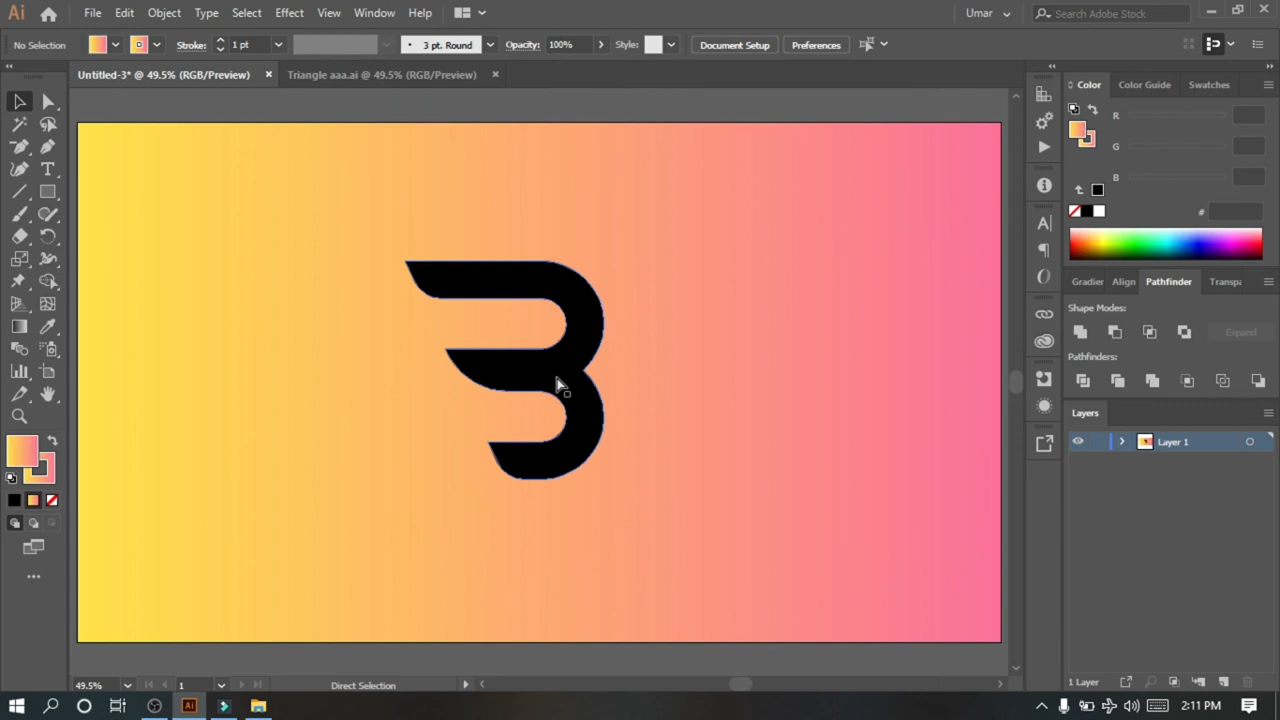 Ai File Edit Object Type Select Effect View Window Help Umar Search Adobe Stock
No Selection Stroke: 1 pt 3 pt. Round Opacity: 100% Style: Document Setup Preferences
Untitled-3* @ 49.5% (RGB/Preview) Triangle aaa.ai @ 49.5% (RGB/Preview)
Color Color Guide Swatches
R
G
B
#
Gradier Align Pathfinder Transpa
Shape Modes:
Expand
Pathfinders:
Layers
Layer 1
1 Layer
49.5% 1 Direct Selection
Ai 2:11 PM